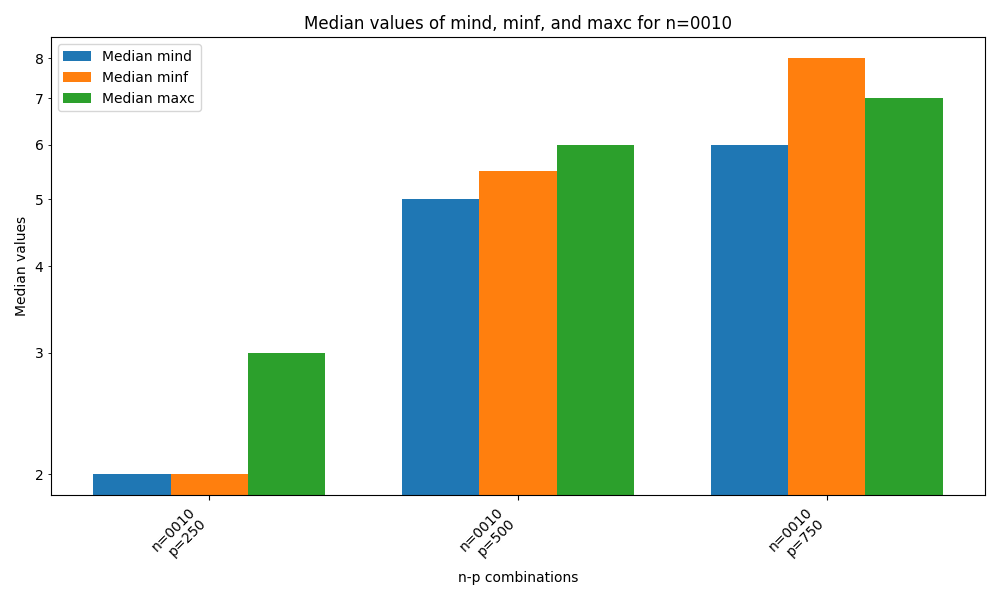 Median values of mind, minf, and maxc for n=0010
Median mind
Median minf
Median maxc
Median values
8
7
6
5
4
3
2
n=0010
p=250
n=0010
p=500
n=0010
p=750
n-p combinations